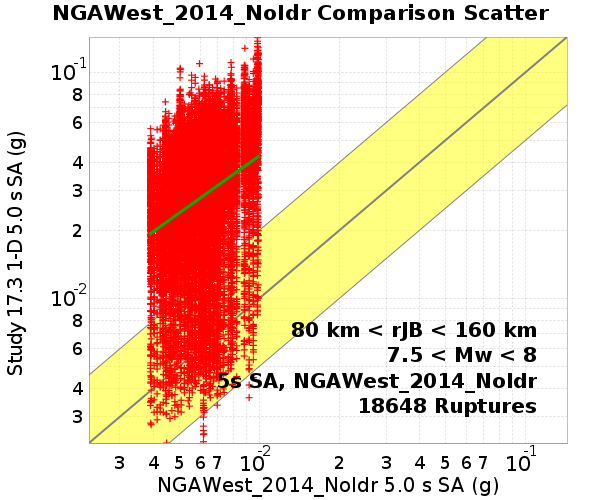 NGAWest_2014_NoIdr Comparison Scatter
Study 17.3 1-D 5.0 s SA (g)
10⁻¹
8
6
4
3
2
10⁻²
8
6
4
3
80 km < rJB < 160 km
7.5 < Mw < 8
5s SA, NGAWest_2014_NoIdr
18648 Ruptures
3 4 5 6 7 10⁻² 2 3 4 5 6 7 10⁻¹
NGAWest_2014_NoIdr 5.0 s SA (g)